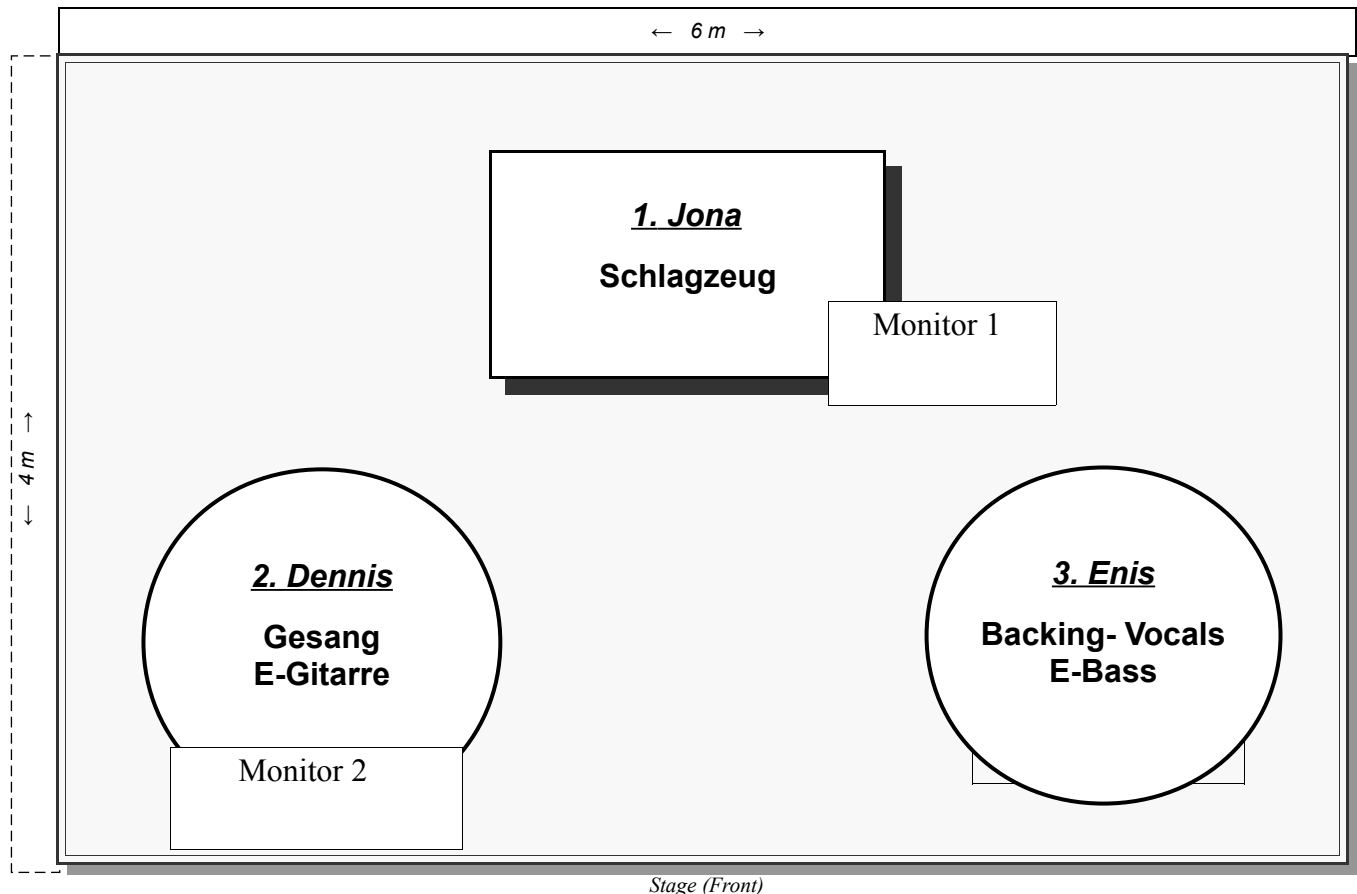 ← 6 m →
1. Jona
Schlagzeug
Monitor 1
← 4 m →
2. Dennis
Gesang
E-Gitarre
Monitor 2
3. Enis
Backing- Vocals
E-Bass
Stage (Front)